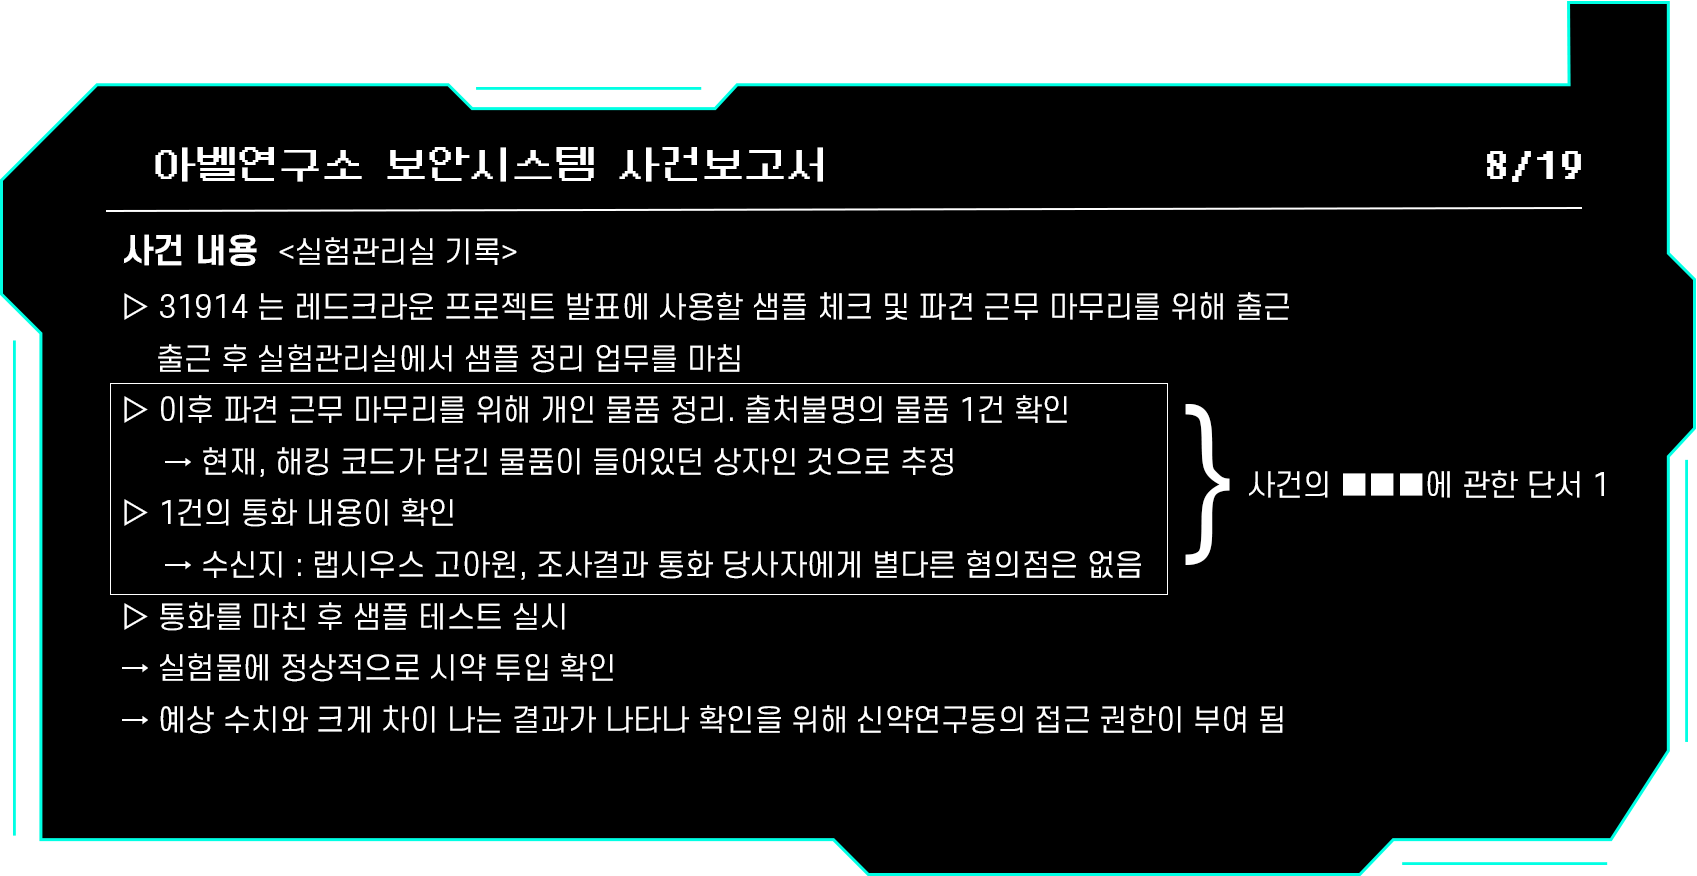 아벨연구소 보안시스템 사건보고서 8/19
사건 내용 <실험관리실 기록>
▷ 31914 는 레드크라운 프로젝트 발표에 사용할 샘플 체크 및 파견 근무 마무리를 위해 출근
출근 후 실험관리실에서 샘플 정리 업무를 마침
▷ 이후 파견 근무 마무리를 위해 개인 물품 정리. 출처불명의 물품 1건 확인
→ 현재, 해킹 코드가 담긴 물품이 들어있던 상자인 것으로 추정
▷ 1건의 통화 내용이 확인
→ 수신지 : 랩시우스 고아원, 조사결과 통화 당사자에게 별다른 혐의점은 없음
사건의 ■■■에 관한 단서 1
▷ 통화를 마친 후 샘플 테스트 실시
→ 실험물에 정상적으로 시약 투입 확인
→ 예상 수치와 크게 차이 나는 결과가 나타나 확인을 위해 신약연구동의 접근 권한이 부여 됨